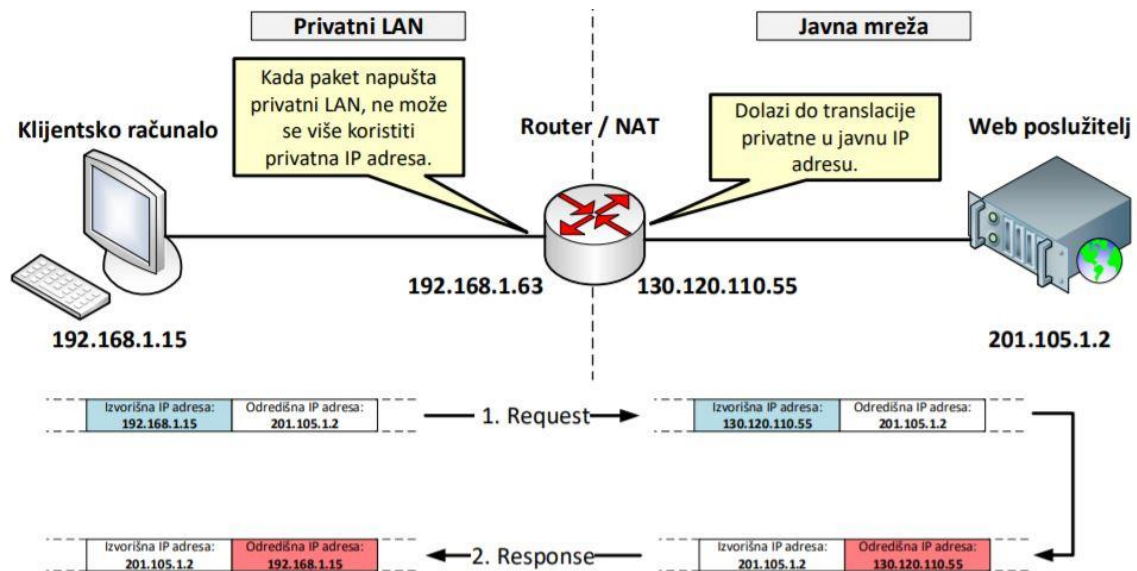 Privatni LAN
Javna mreža
Kada paket napušta
privatni LAN, ne može
se više koristiti
privatna IP adresa.
Dolazi do translacije
privatne u javnu IP
adresu.
Klijentsko računalo
Router / NAT
Web poslužitelj
192.168.1.63
130.120.110.55
192.168.1.15
201.105.1.2
Izvorišna IP adresa:
192.168.1.15
Odredišna IP adresa:
201.105.1.2
1. Request
Izvorišna IP adresa:
130.120.110.55
Odredišna IP adresa:
201.105.1.2
Izvorišna IP adresa:
201.105.1.2
Odredišna IP adresa:
192.168.1.15
2. Response
Izvorišna IP adresa:
201.105.1.2
Odredišna IP adresa:
130.120.110.55